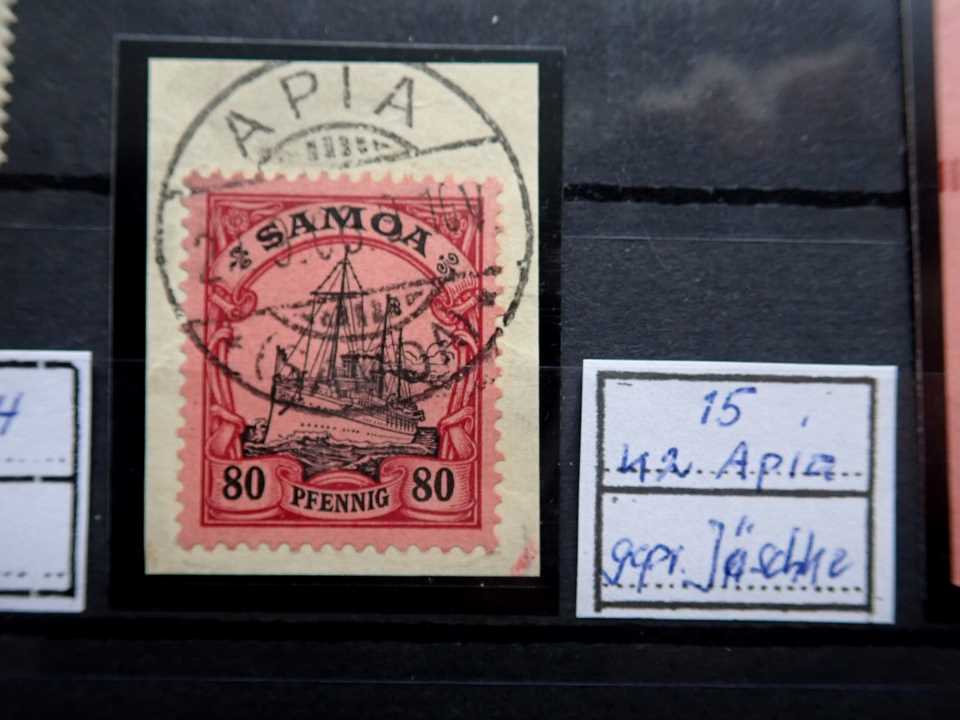 APIA
SAMOA
80 PFENNIG 80
H
15
42 Apia
gepr. Jäschke